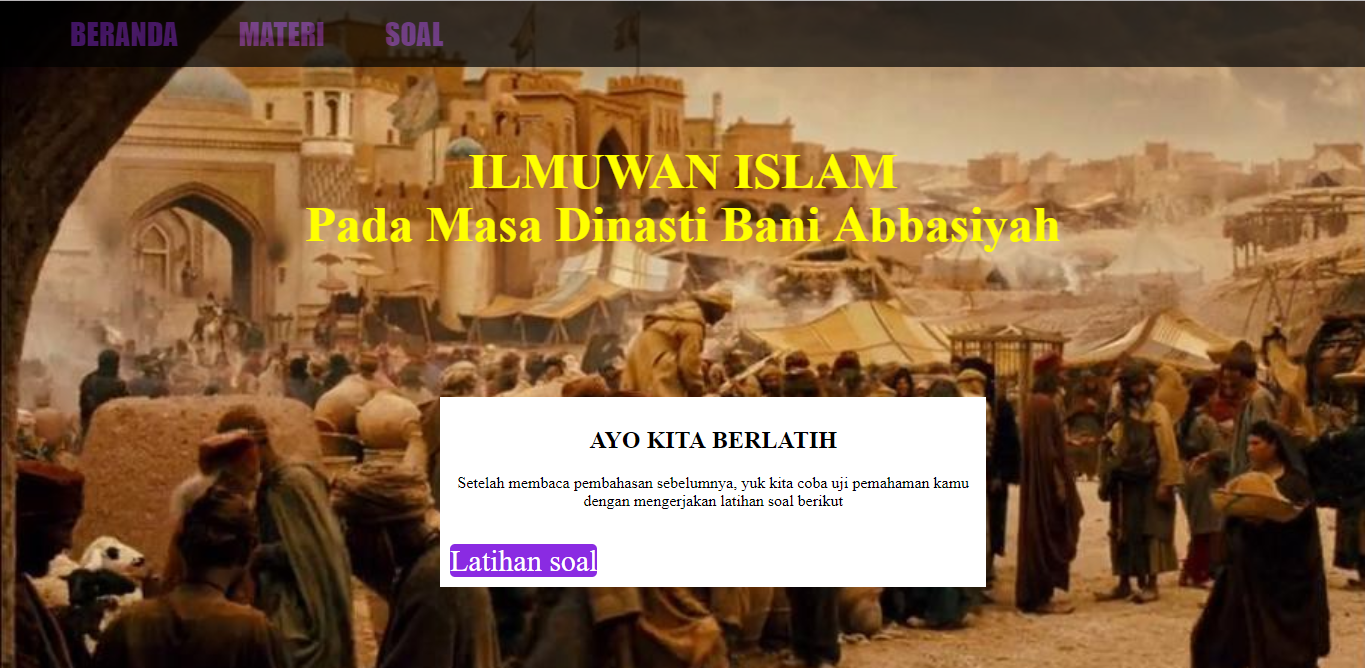 BERANDA MATERI SOAL
ILMUWAN ISLAM
Pada Masa Dinasti Bani Abbasiyah
AYO KITA BERLATIH
Setelah membaca pembahasan sebelumnya, yuk kita coba uji pemahaman kamu
dengan mengerjakan latihan soal berikut
Latihan soal